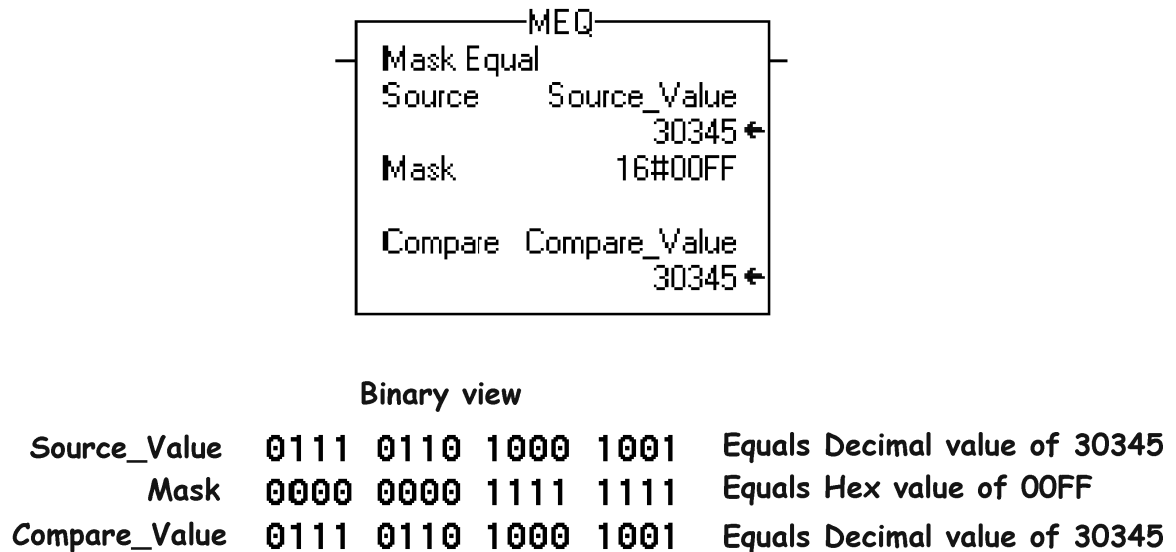 MEQ
Mask Equal
Source Source_Value
30345
Mask 16#00FF
Compare Compare_Value
30345
Binary view
Source_Value 0111 0110 1000 1001 Equals Decimal value of 30345
Mask 0000 0000 1111 1111 Equals Hex value of 00FF
Compare_Value 0111 0110 1000 1001 Equals Decimal value of 30345